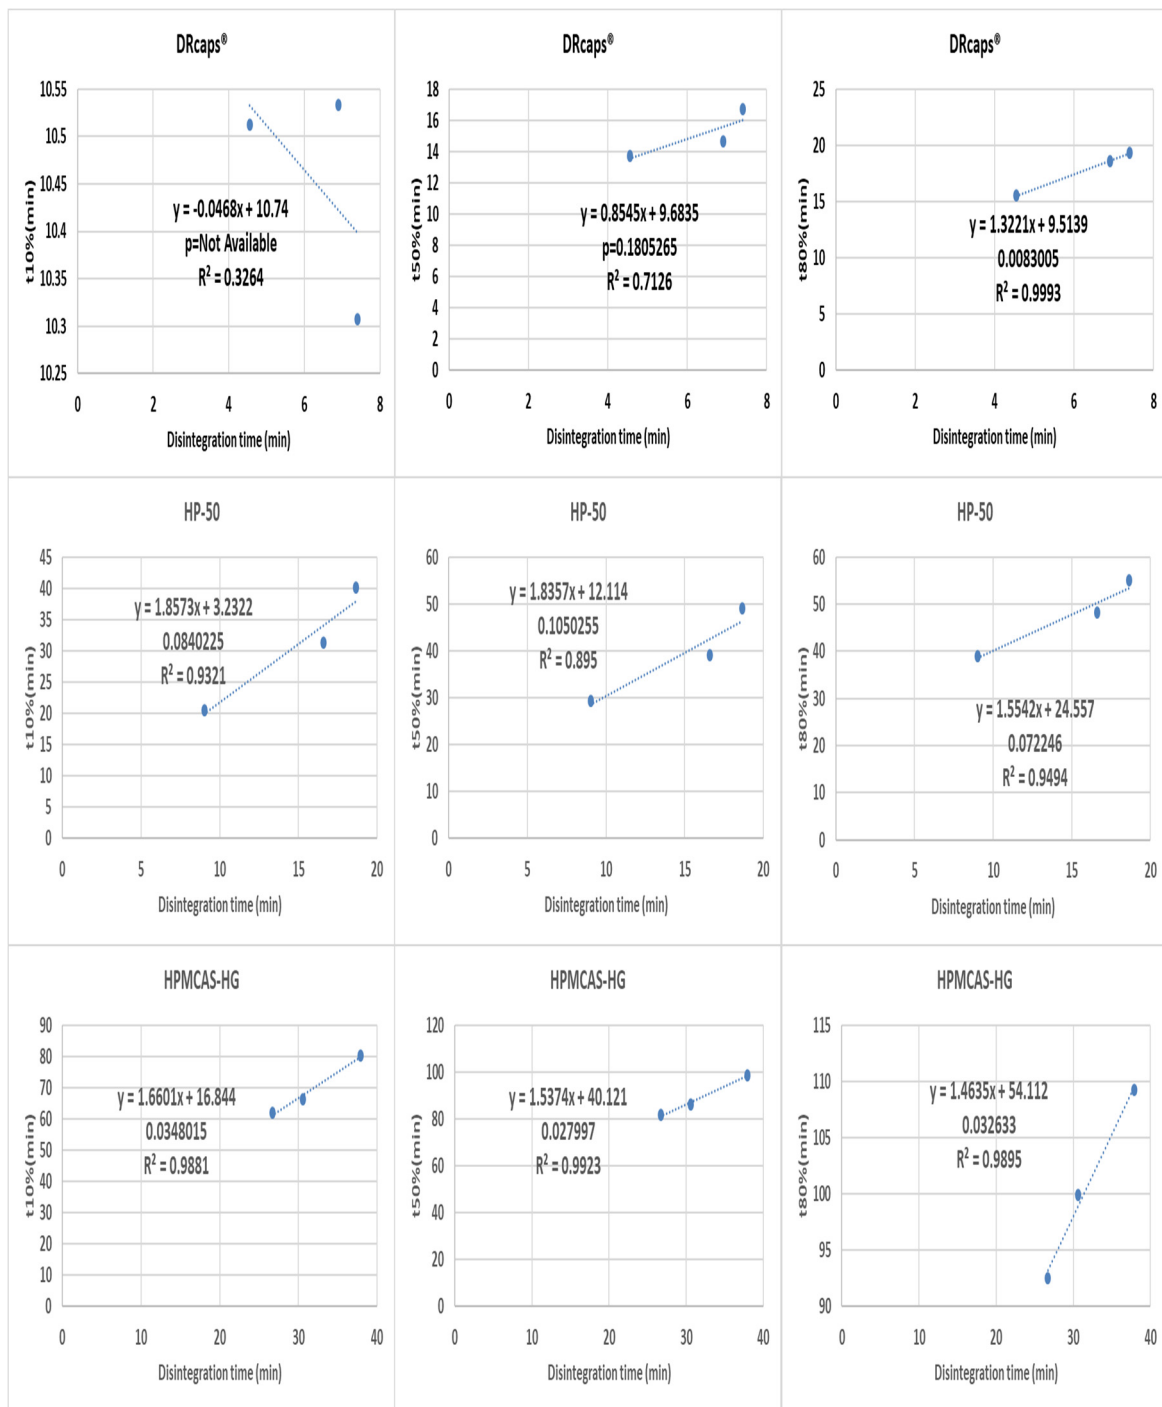 DRcaps®
t10%(min)
10.55
10.5
10.45
10.4
10.35
10.3
10.25
y = -0.0468x + 10.74
p=Not Available
R² = 0.3264
0 2 4 6 8
Disintegration time (min)
DRcaps®
t50%(min)
18
16
14
12
10
8
6
4
2
0
y = 0.8545x + 9.6835
p=0.1805265
R² = 0.7126
0 2 4 6 8
Disintegration time (min)
DRcaps®
t80%(min)
25
20
15
10
5
0
y = 1.3221x + 9.5139
0.0083005
R² = 0.9993
0 2 4 6 8
Disintegration time (min)
HP-50
t10%(min)
45
40
35
30
25
20
15
10
5
0
y = 1.8573x + 3.2322
0.0840225
R² = 0.9321
0 5 10 15 20
Disintegration time (min)
HP-50
t50%(min)
60
50
40
30
20
10
0
y = 1.8357x + 12.114
0.1050255
R² = 0.895
0 5 10 15 20
Disintegration time (min)
HP-50
t80%(min)
60
50
40
30
20
10
0
y = 1.5542x + 24.557
0.072246
R² = 0.9494
0 5 10 15 20
Disintegration time (min)
HPMCAS-HG
t10%(min)
90
80
70
60
50
40
30
20
10
0
y = 1.6601x + 16.844
0.0348015
R² = 0.9881
0 10 20 30 40
Disintegration time (min)
HPMCAS-HG
t50%(min)
120
100
80
60
40
20
0
y = 1.5374x + 40.121
0.027997
R² = 0.9923
0 10 20 30 40
Disintegration time (min)
HPMCAS-HG
t80%(min)
115
110
105
100
95
90
y = 1.4635x + 54.112
0.032633
R² = 0.9895
0 10 20 30 40
Disintegration time (min)